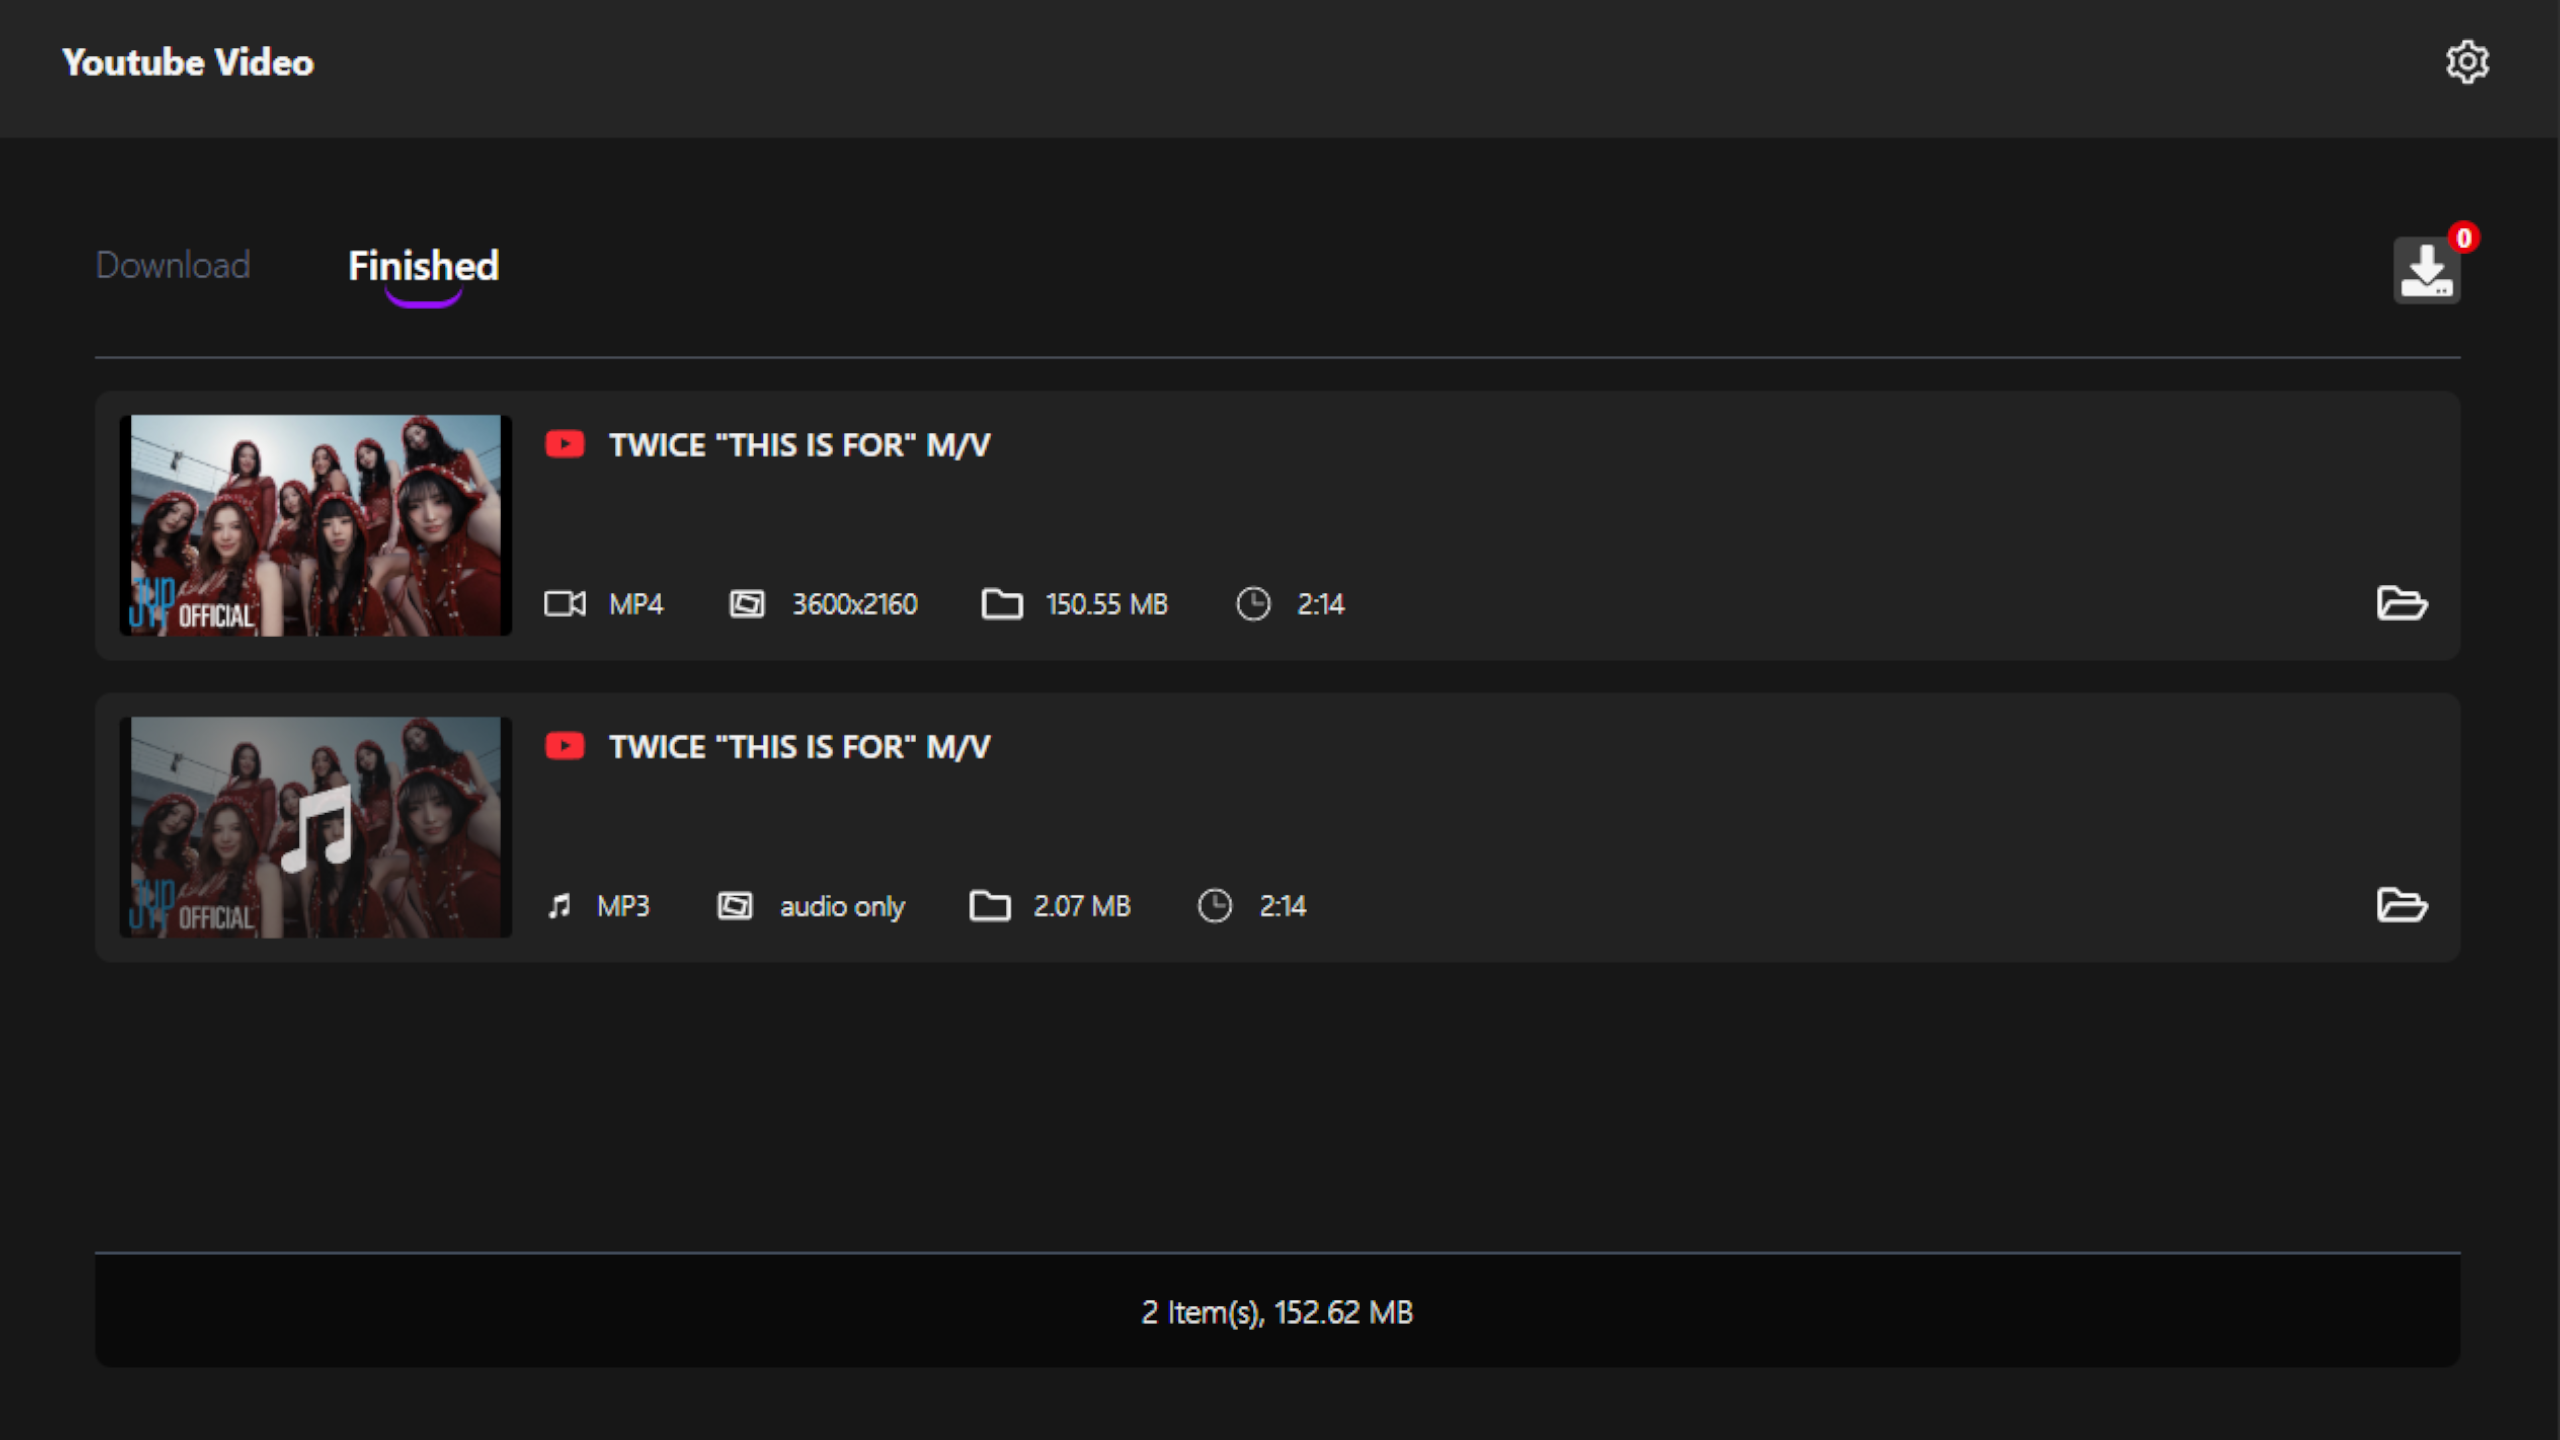 Youtube Video
Download
Finished
0
TWICE "THIS IS FOR" M/V
JYP OFFICIAL
MP4
3600x2160
150.55 MB
2:14
TWICE "THIS IS FOR" M/V
JYP OFFICIAL
MP3
audio only
2.07 MB
2:14
2 Item(s), 152.62 MB